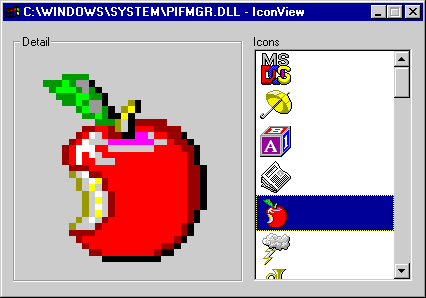 C:\WINDOWS\SYSTEM\PIFMGR.DLL - IconView
Detail
Icons
MS
DOS
A